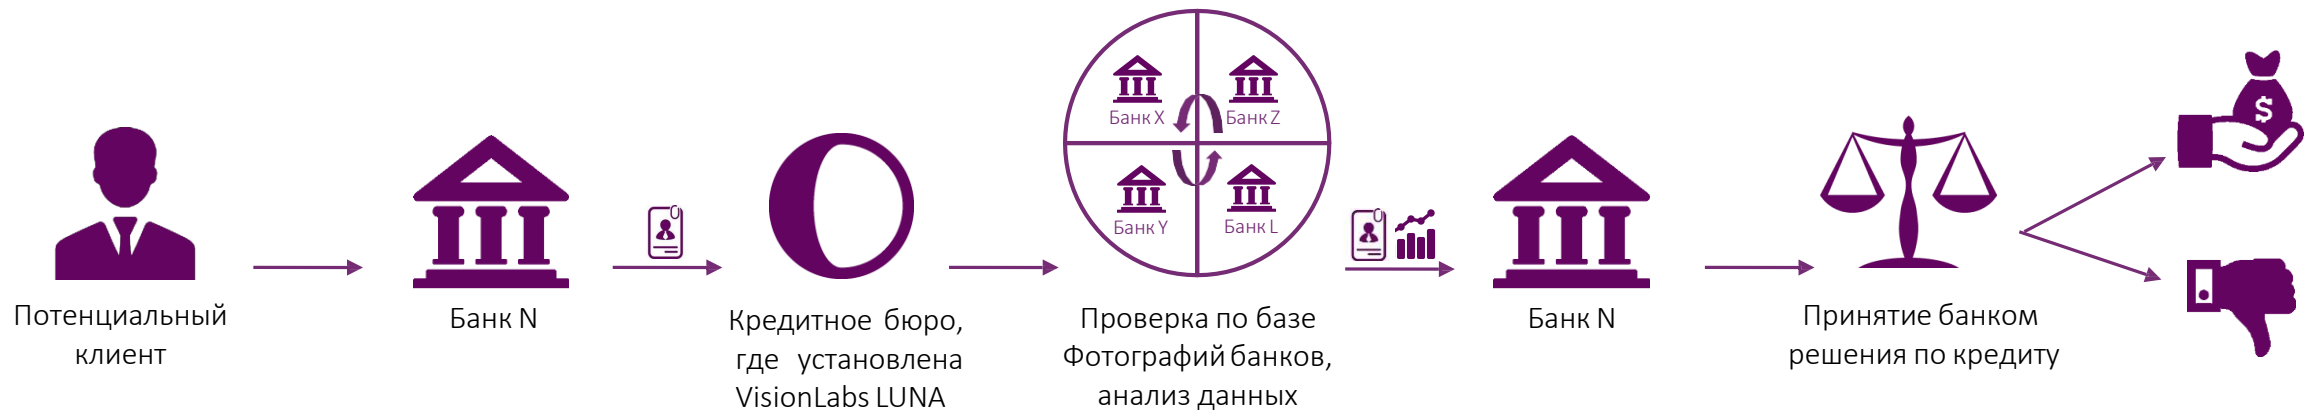 Потенциальный
клиент
Банк N
Кредитное бюро,
где установлена
VisionLabs LUNA
Банк X
Банк Z
Банк Y
Банк L
$
Проверка по базе
Фотографий банков,
анализ данных
Банк N
Принятие банком
решения по кредиту